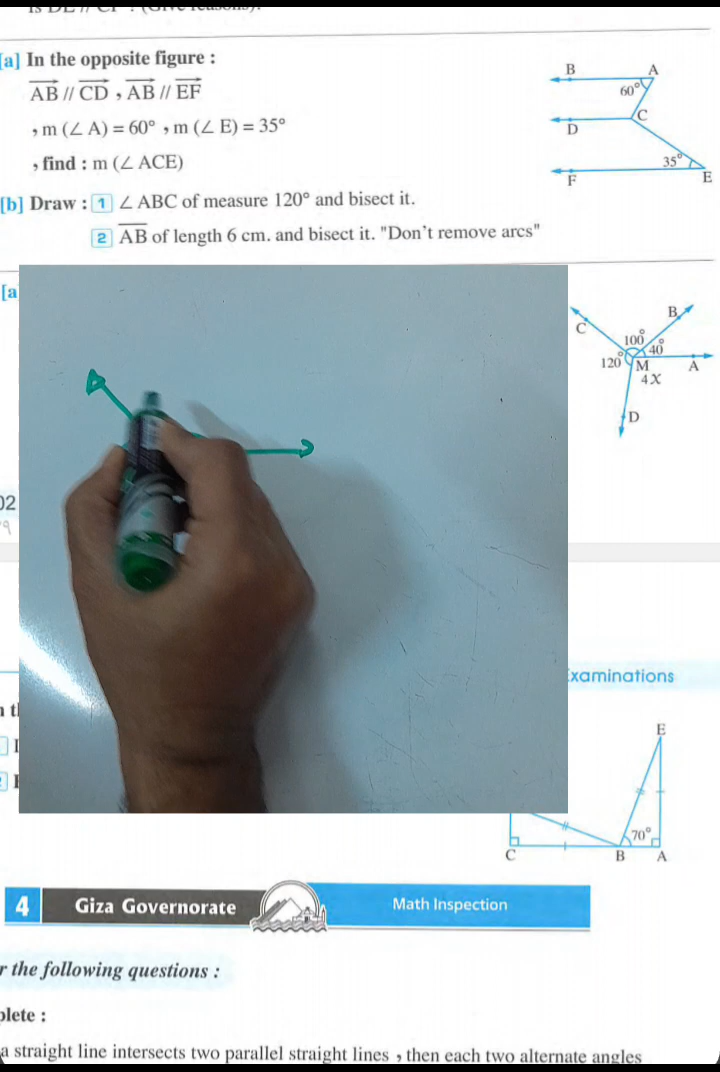 [a] In the opposite figure :
AB // CD , AB // EF
, m (∠ A) = 60° , m (∠ E) = 35°
, find : m (∠ ACE)
B A
60°
C
D
35°
F E
[b] Draw : 1 ∠ ABC of measure 120° and bisect it.
2 AB of length 6 cm. and bisect it. "Don't remove arcs"
[a
B
C
100°
40°
120° M A
4X
D
02
Examinations
E
70°
C B A
4 Giza Governorate Math Inspection
r the following questions :
plete :
a straight line intersects two parallel straight lines , then each two alternate angles